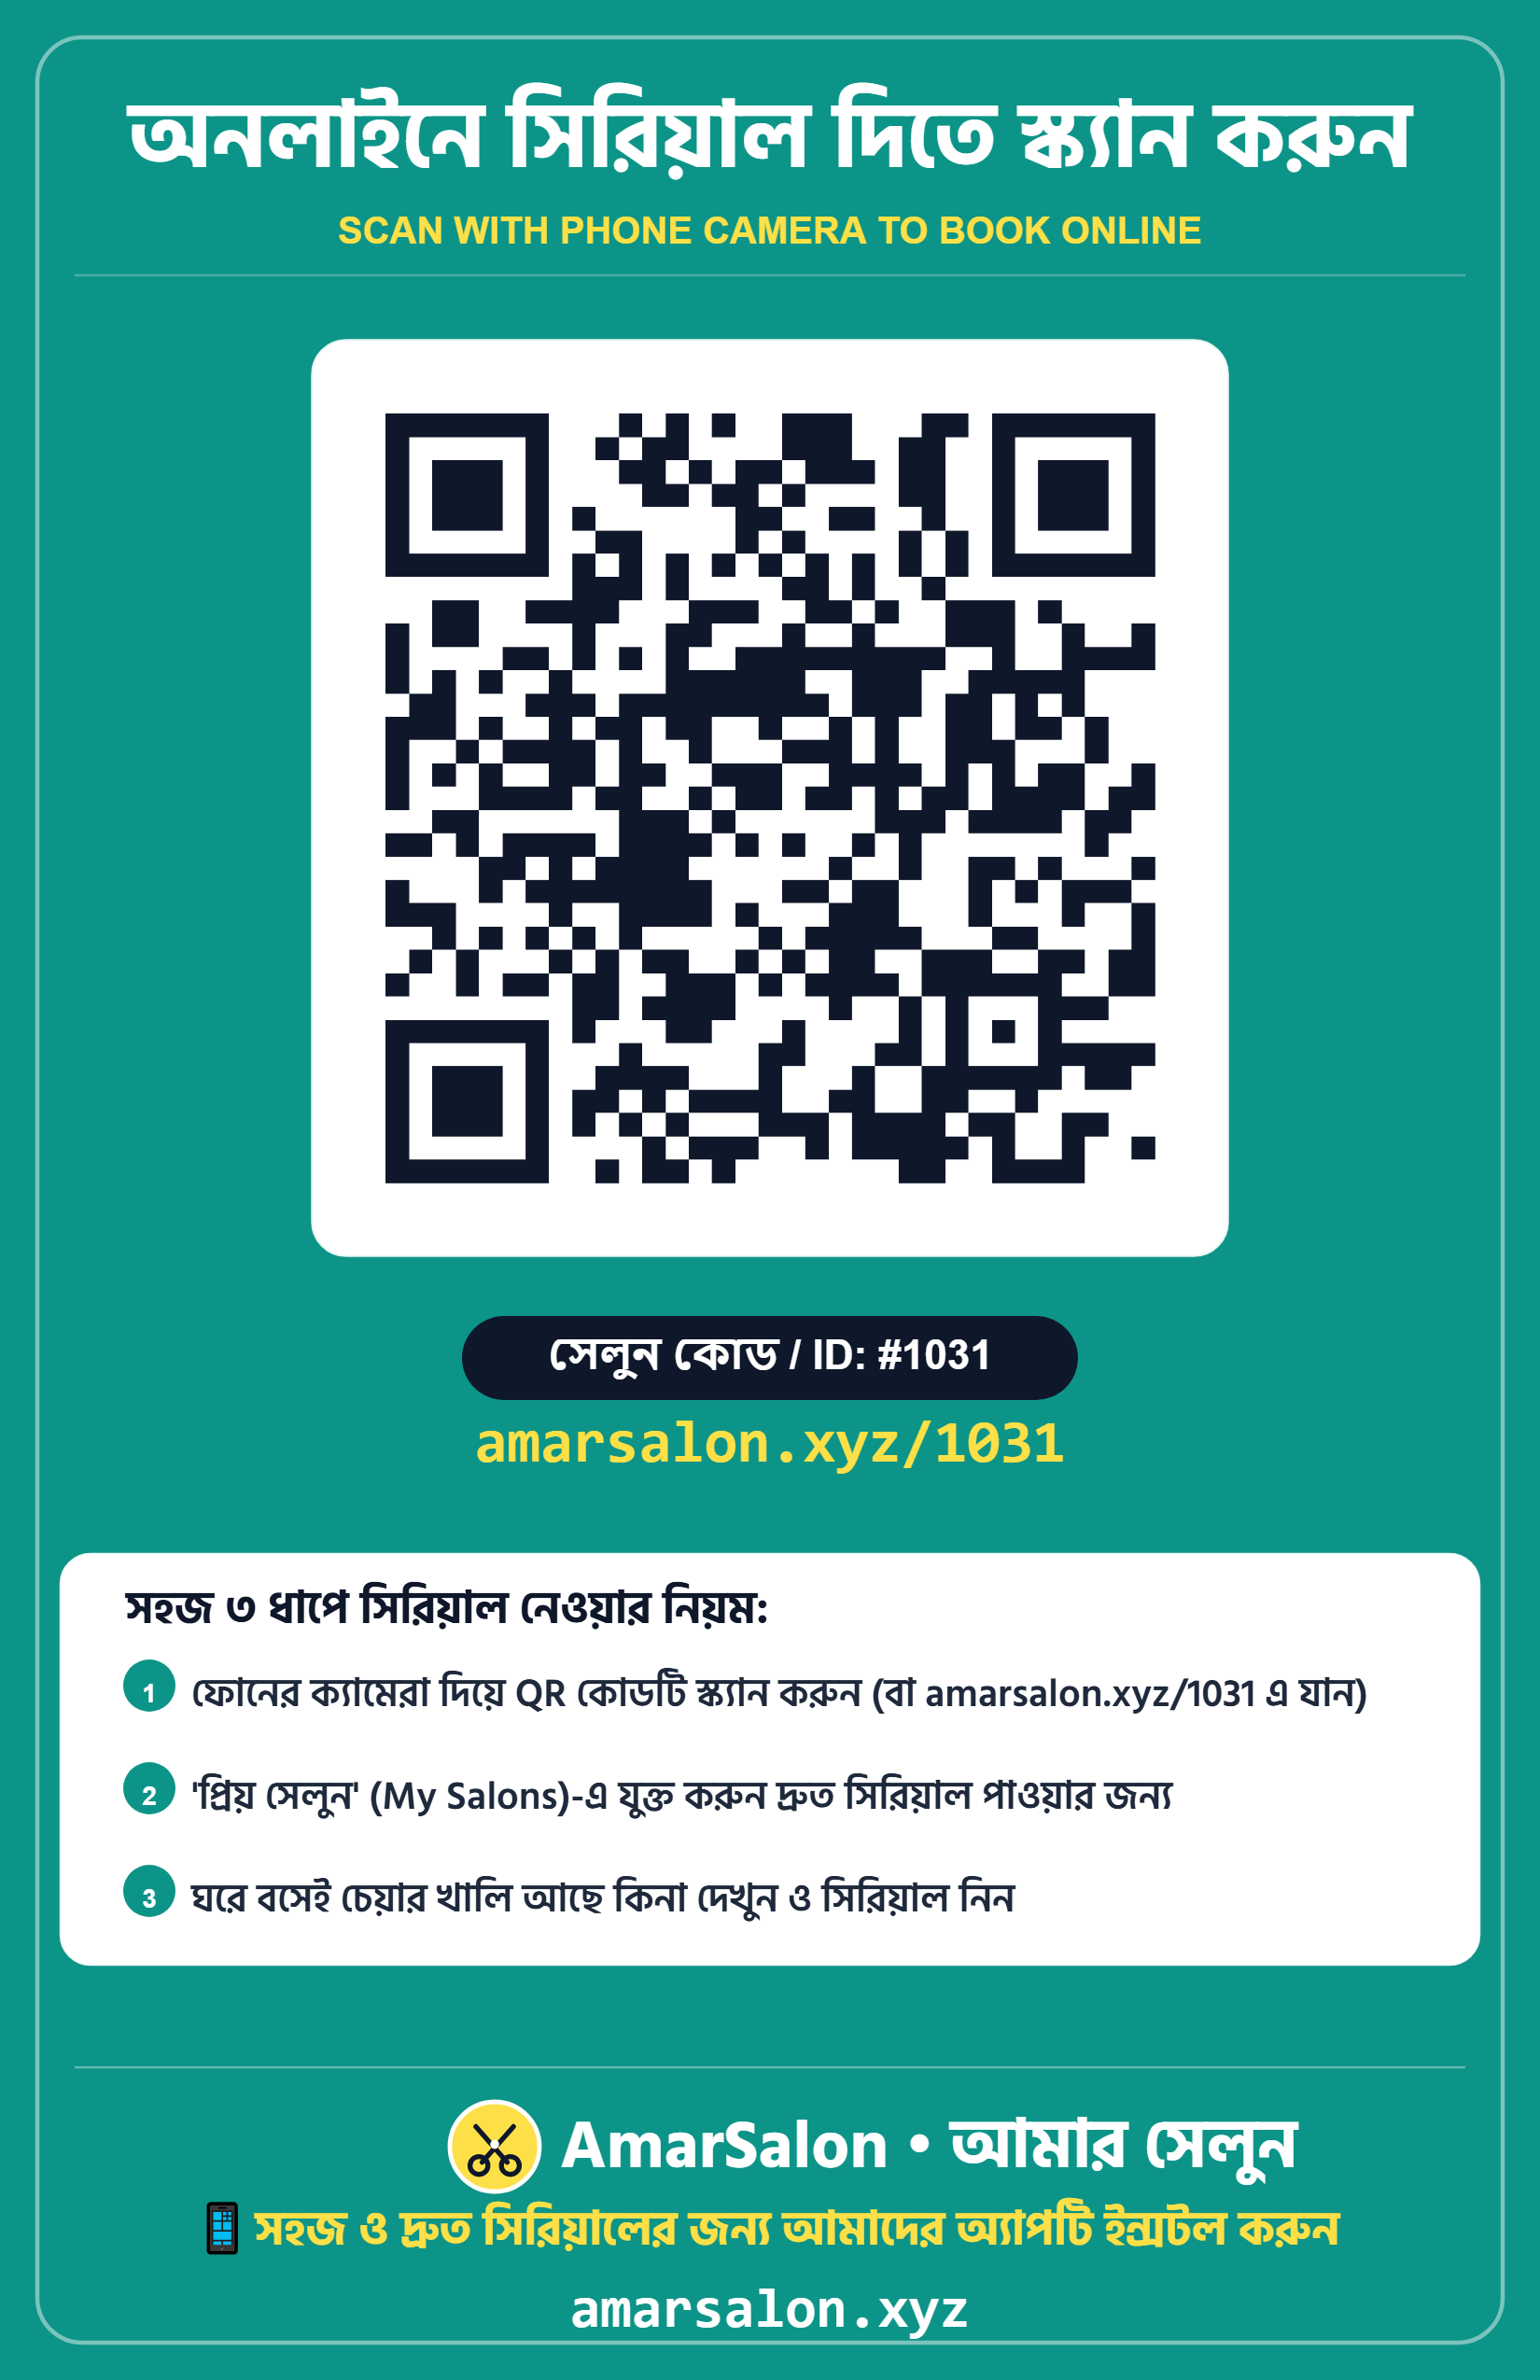 অনলাইনে সিরিয়াল দিতে স্ক্যান করুন
SCAN WITH PHONE CAMERA TO BOOK ONLINE
সেলুন কোড / ID: #1031
amarsalon.xyz/1031
সহজ ৩ ধাপে সিরিয়াল নেওয়ার নিয়ম:
1 ফোনের ক্যামেরা দিয়ে QR কোডটি স্ক্যান করুন (বা amarsalon.xyz/1031 এ যান)
2 'প্রিয় সেলুন' (My Salons)-এ যুক্ত করুন দ্রুত সিরিয়াল পাওয়ার জন্য
3 ঘরে বসেই চেয়ার খালি আছে কিনা দেখুন ও সিরিয়াল নিন
AmarSalon • আমার সেলুন
সহজ ও দ্রুত সিরিয়ালের জন্য আমাদের অ্যাপটি ইন্সটল করুন
amarsalon.xyz